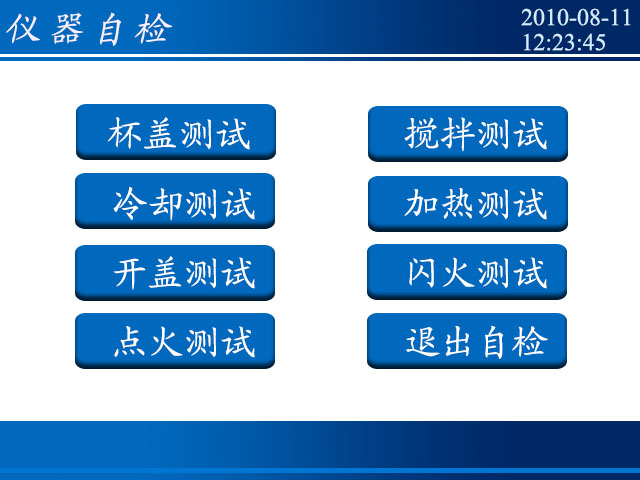 仪器自检
2010-08-11
12:23:45
杯盖测试
搅拌测试
冷却测试
加热测试
开盖测试
闪火测试
点火测试
退出自检